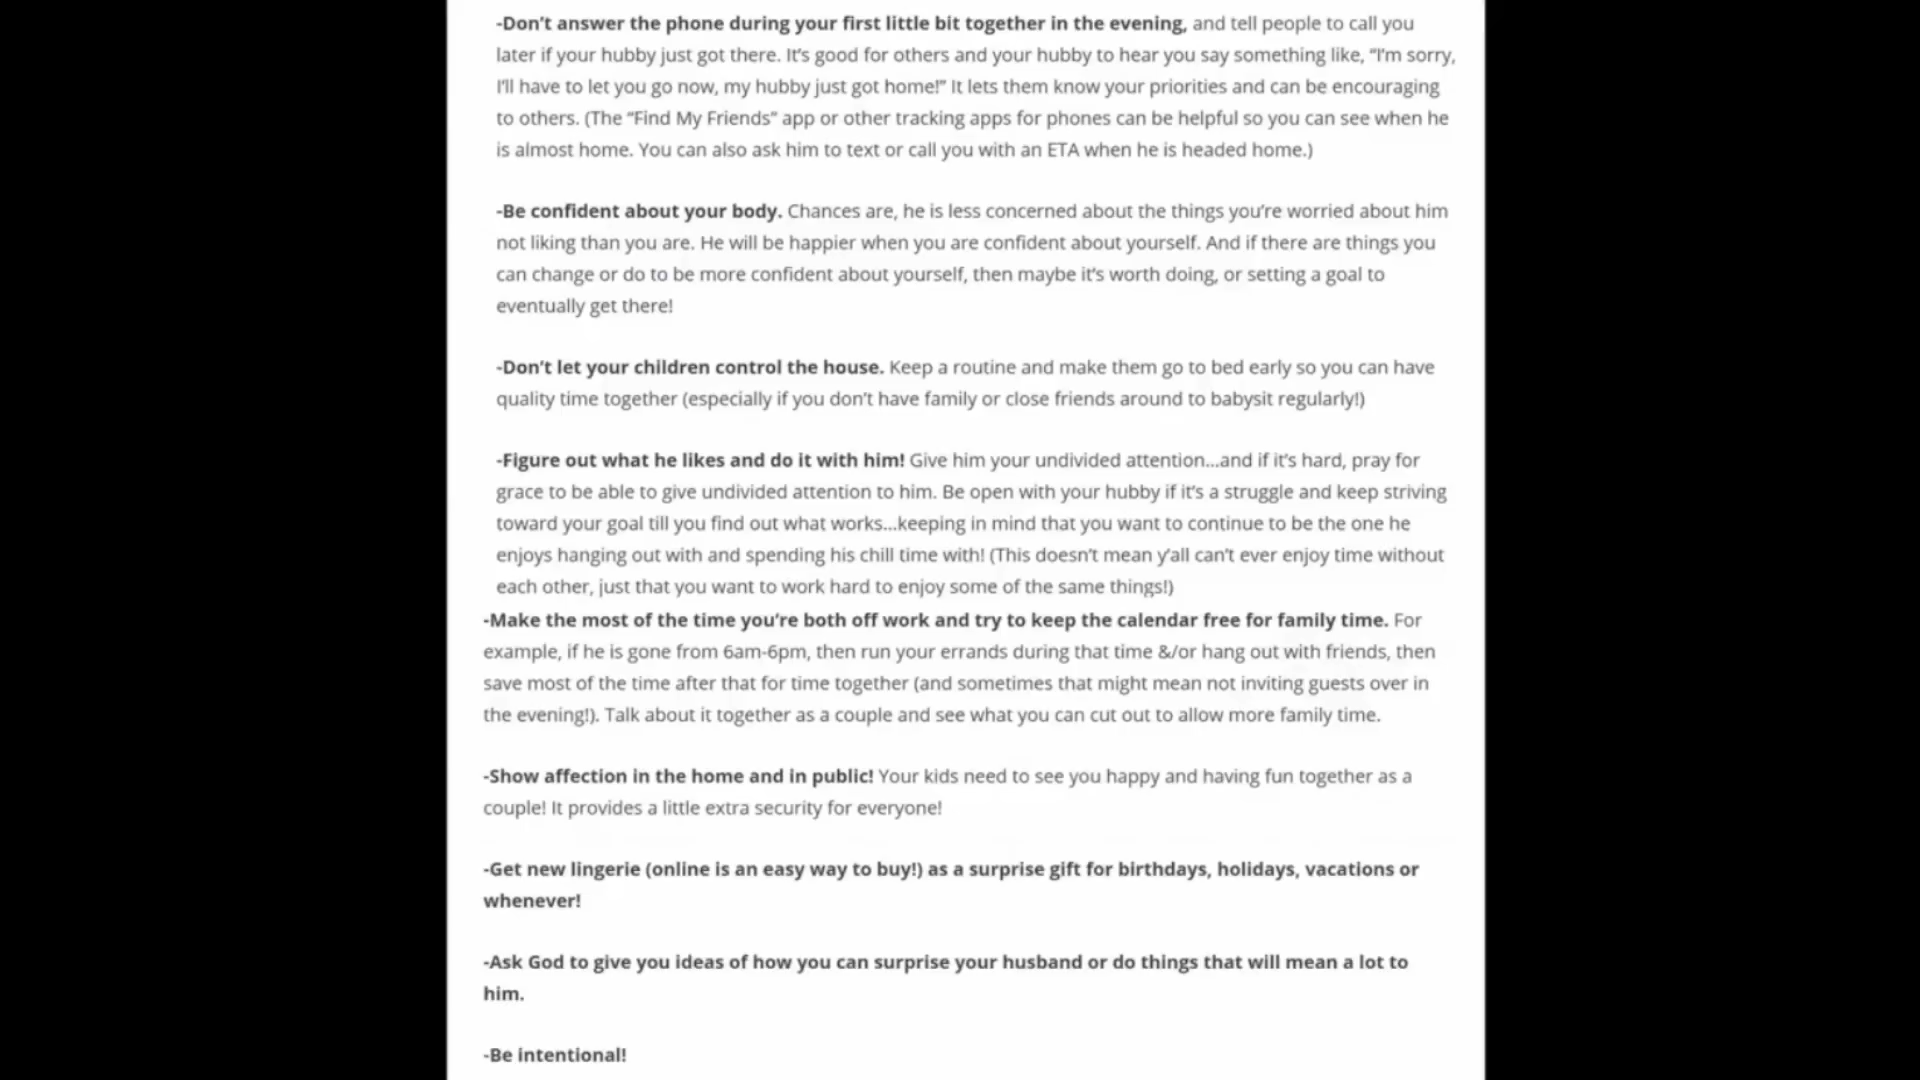 -Don’t answer the phone during your first little bit together in the evening, and tell people to call you
later if your hubby just got there. It’s good for others and your hubby to hear you say something like, “I’m sorry,
I’ll have to let you go now, my hubby just got home!” It lets them know your priorities and can be encouraging
to others. (The “Find My Friends” app or other tracking apps for phones can be helpful so you can see when he
is almost home. You can also ask him to text or call you with an ETA when he is headed home.)
-Be confident about your body. Chances are, he is less concerned about the things you’re worried about him
not liking than you are. He will be happier when you are confident about yourself. And if there are things you
can change or do to be more confident about yourself, then maybe it’s worth doing, or setting a goal to
eventually get there!
-Don’t let your children control the house. Keep a routine and make them go to bed early so you can have
quality time together (especially if you don’t have family or close friends around to babysit regularly!)
-Figure out what he likes and do it with him! Give him your undivided attention…and if it’s hard, pray for
grace to be able to give undivided attention to him. Be open with your hubby if it’s a struggle and keep striving
toward your goal till you find out what works…keeping in mind that you want to continue to be the one he
enjoys hanging out with and spending his chill time with! (This doesn’t mean y’all can’t ever enjoy time without
each other, just that you want to work hard to enjoy some of the same things!)
-Make the most of the time you’re both off work and try to keep the calendar free for family time. For
example, if he is gone from 6am-6pm, then run your errands during that time &/or hang out with friends, then
save most of the time after that for time together (and sometimes that might mean not inviting guests over in
the evening!). Talk about it together as a couple and see what you can cut out to allow more family time.
-Show affection in the home and in public! Your kids need to see you happy and having fun together as a
couple! It provides a little extra security for everyone!
-Get new lingerie (online is an easy way to buy!) as a surprise gift for birthdays, holidays, vacations or
whenever!
-Ask God to give you ideas of how you can surprise your husband or do things that will mean a lot to
him.
-Be intentional!